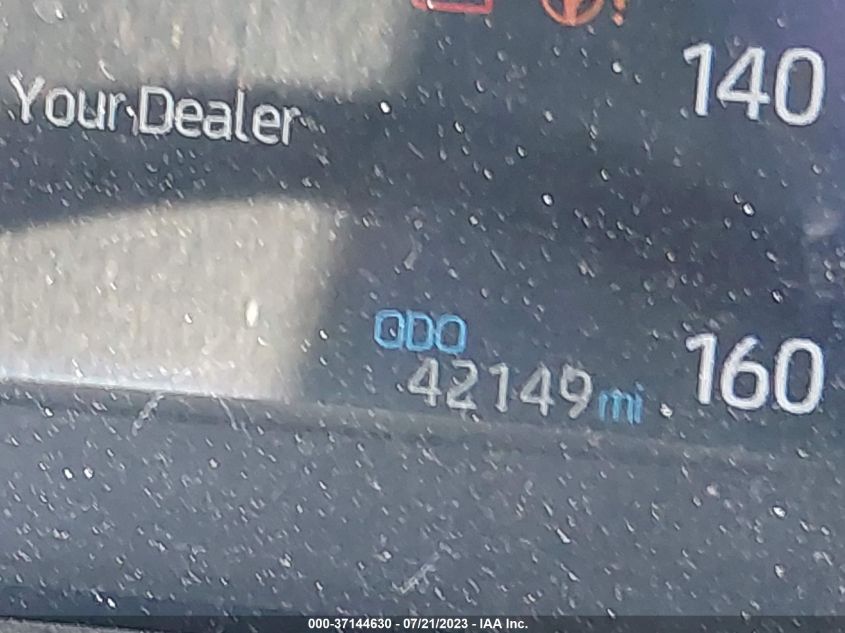 140
Your Dealer
ODO
42149 mi
160
000-37144630 - 07/21/2023 - IAA Inc.